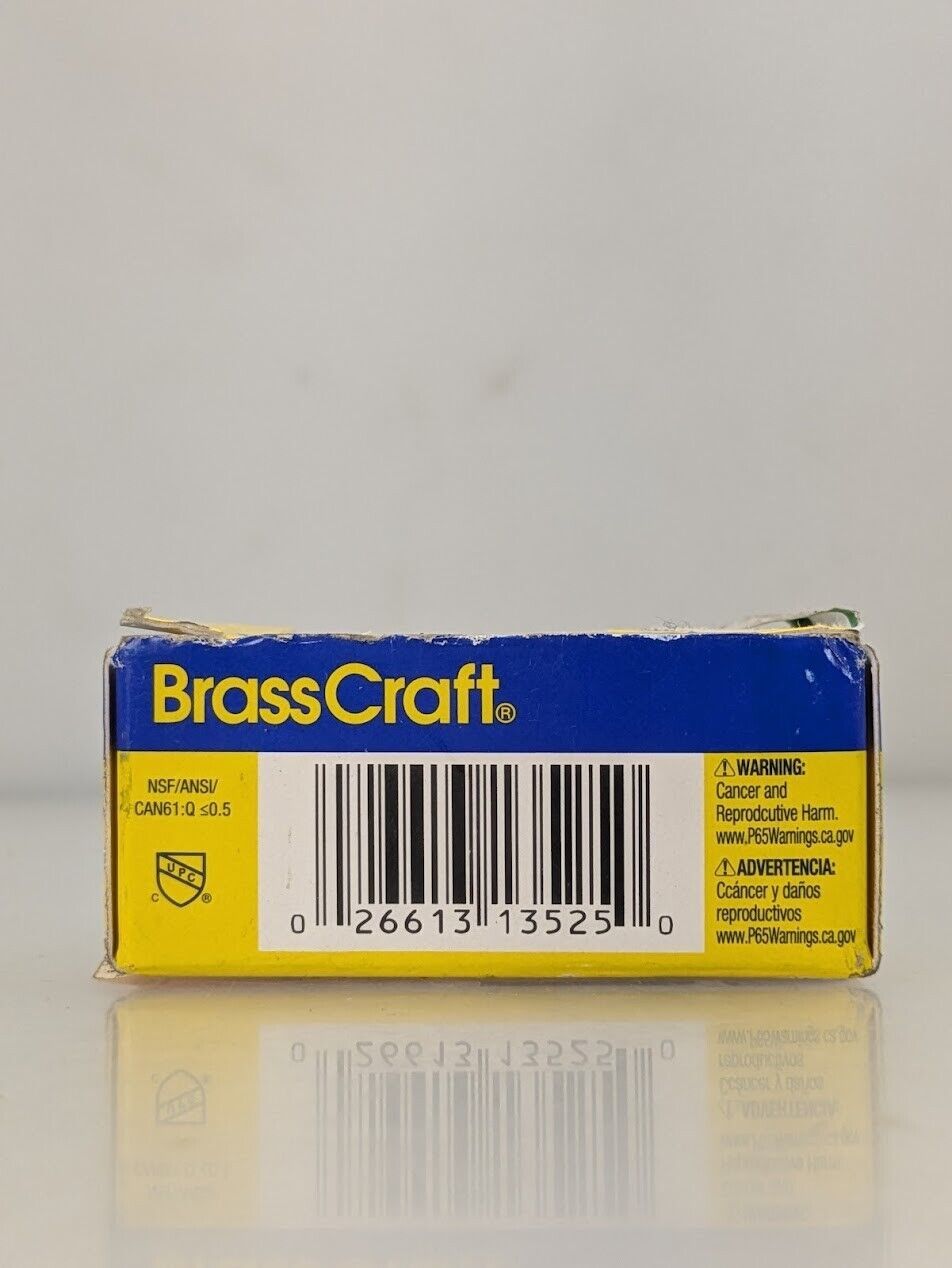 BrassCraft®
NSF/ANSI/
CAN61:Q ≤0.5
UPC
C ®
0 26613 13525 0
⚠WARNING:
Cancer and
Reprodcutive Harm.
www.P65Warnings.ca.gov
⚠ADVERTENCIA:
Ccáncer y daños
reproductivos
www.P65Warnings.ca.gov